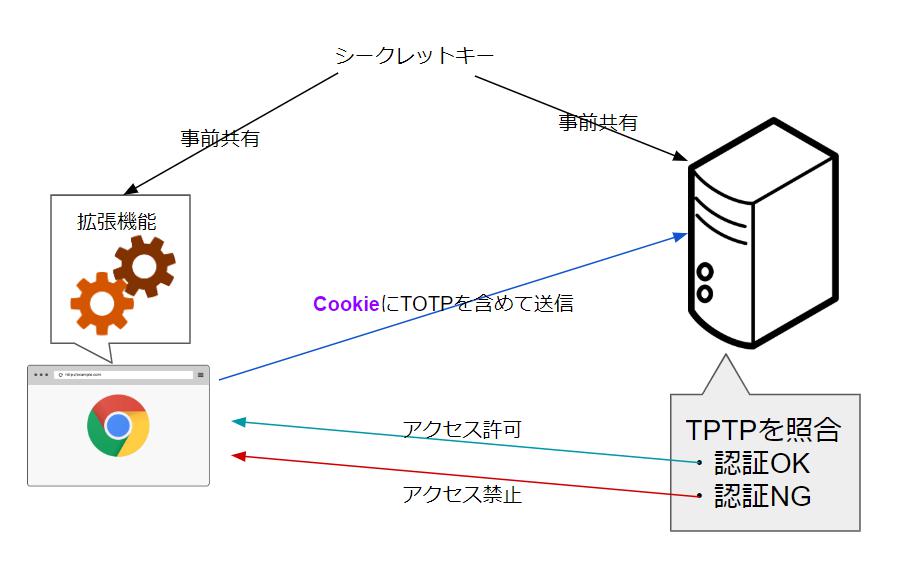 シークレットキー
事前共有
事前共有
拡張機能
CookieにTOTPを含めて送信
http://example.com
アクセス許可
アクセス禁止
TPTPを照合
• 認証OK
• 認証NG